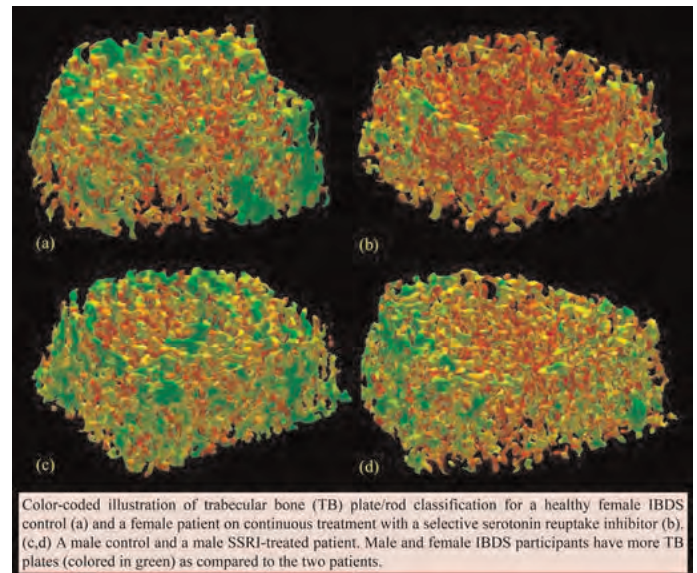 (a)
(b)
(c)
(d)
Color-coded illustration of trabecular bone (TB) plate/rod classification for a healthy female IBDS
control (a) and a female patient on continuous treatment with a selective serotonin reuptake inhibitor (b).
(c,d) A male control and a male SSRI-treated patient. Male and female IBDS participants have more TB
plates (colored in green) as compared to the two patients.